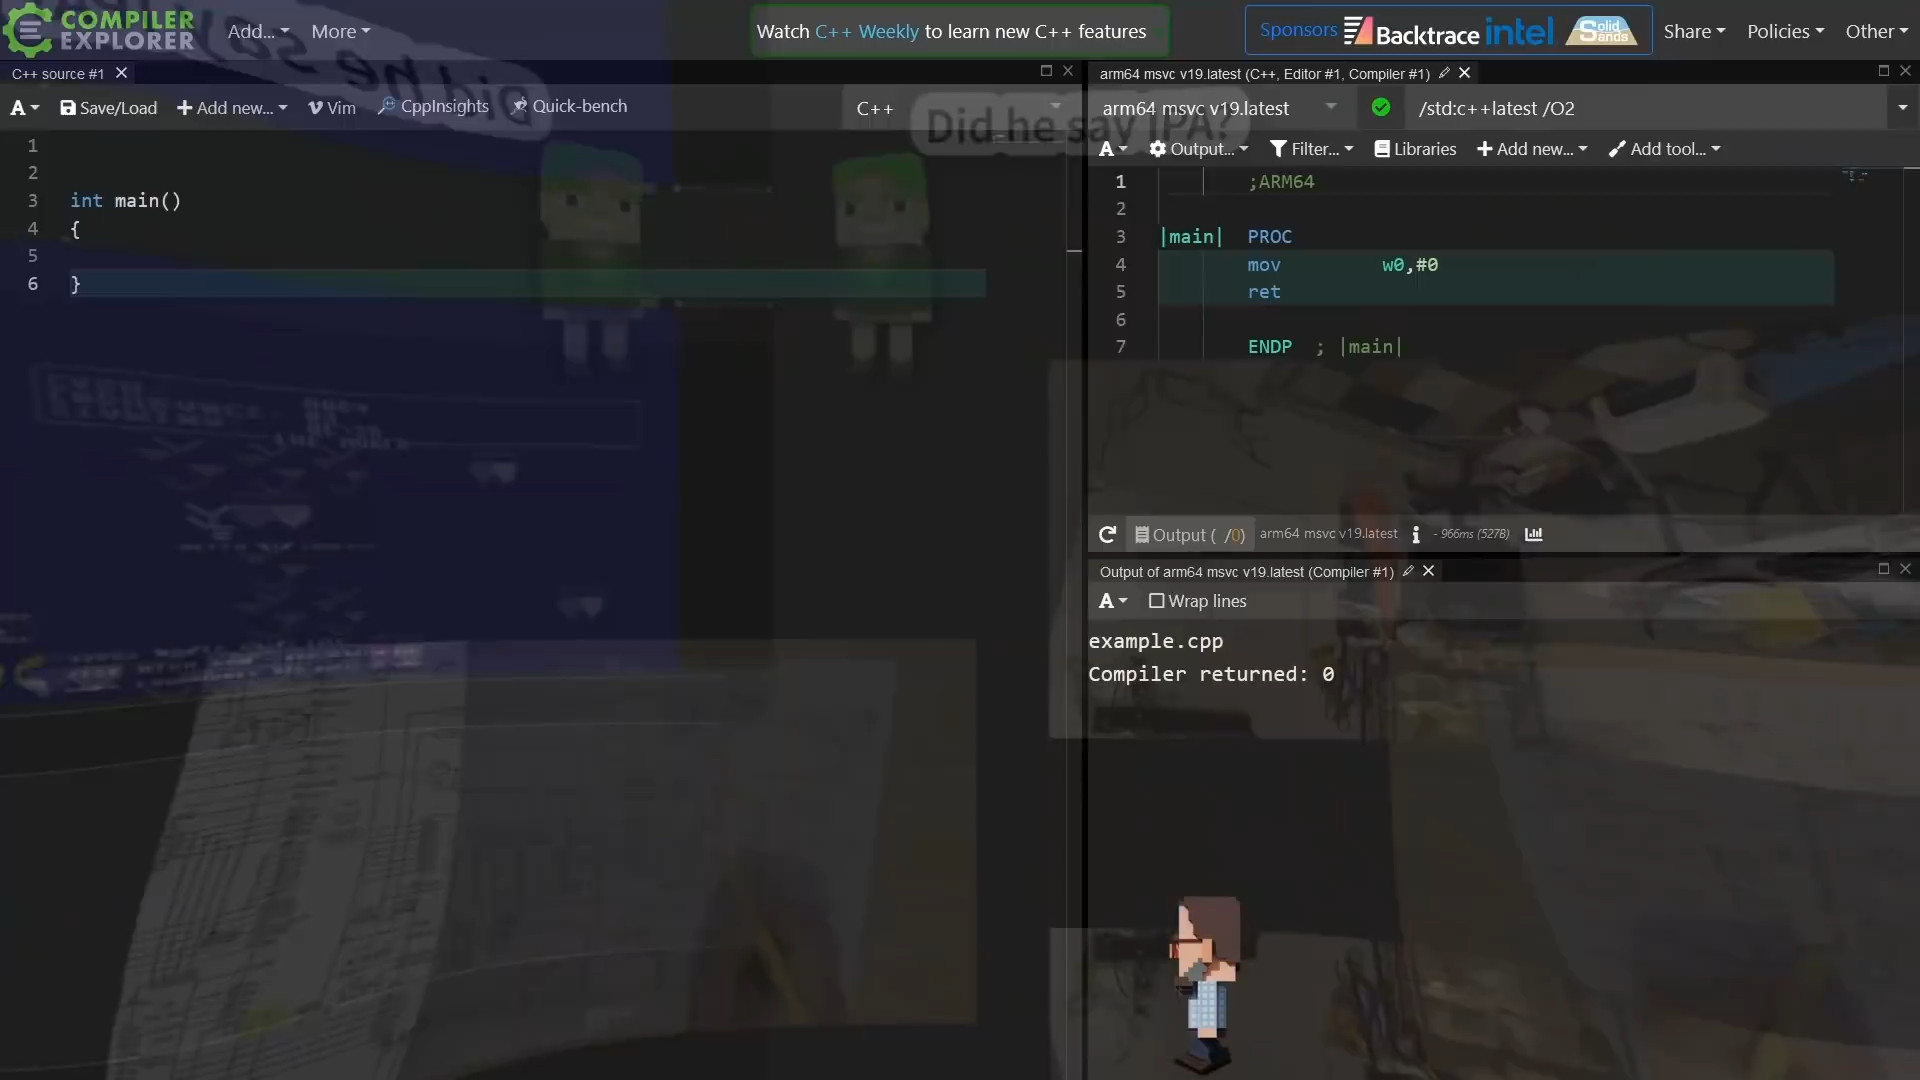 COMPILER
EXPLORER
Add...
More
Watch C++ Weekly to learn new C++ features
Sponsors
Backtrace
intel
Solid
Sands
Share
Policies
Other
C++ source #1
A
Save/Load
Add new...
Vim
CppInsights
Quick-bench
C++
Did he say IPA?
1
2
3 int main()
4 {
5
6 }
arm64 msvc v19.latest (C++, Editor #1, Compiler #1)
arm64 msvc v19.latest
/std:c++latest /O2
A
Output...
Filter...
Libraries
Add new...
Add tool...
1 ;ARM64
2
3 |main| PROC
4 mov w0,#0
5 ret
6
7 ENDP ; |main|
Output ( /0)
arm64 msvc v19.latest
- 966ms (527B)
Output of arm64 msvc v19.latest (Compiler #1)
A
Wrap lines
example.cpp
Compiler returned: 0